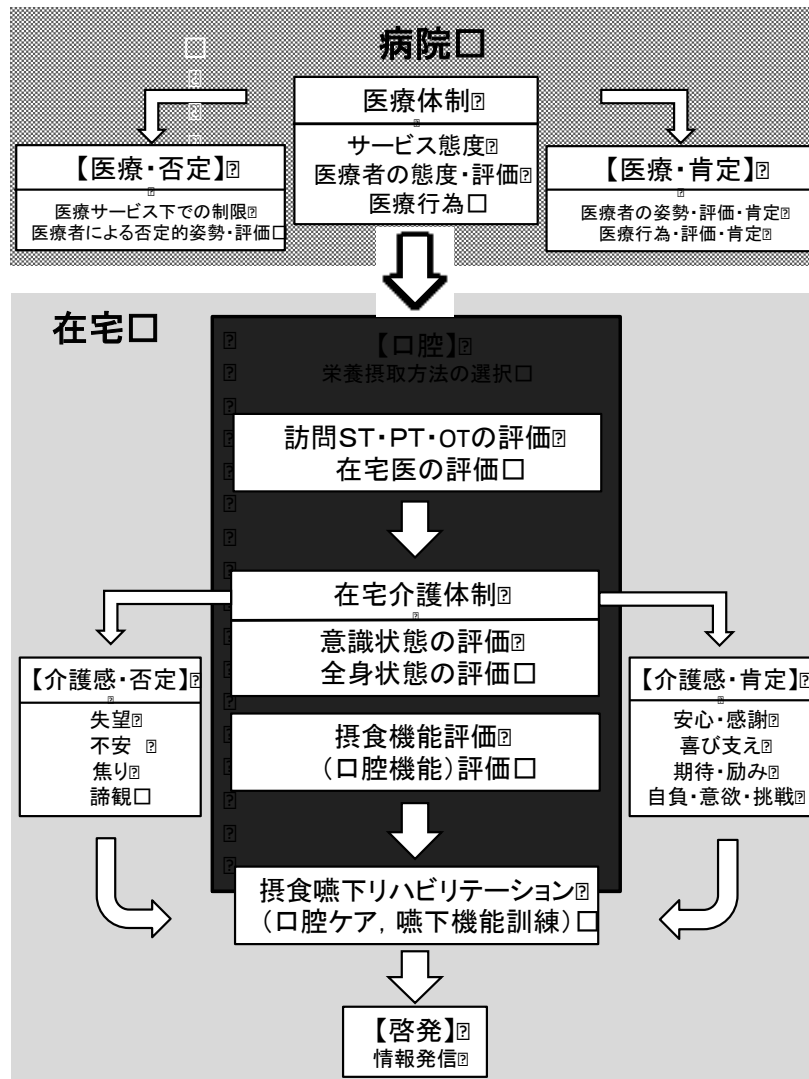 病院
医療体制
サービス態度
医療者の態度・評価
医療行為
【医療・否定】
医療サービス下での制限
医療者による否定的姿勢・評価
【医療・肯定】
医療者の姿勢・評価・肯定
医療行為・評価・肯定
在宅
【口腔】
栄養摂取方法の選択
訪問ST・PT・OTの評価
在宅医の評価
在宅介護体制
意識状態の評価
全身状態の評価
【介護感・否定】
失望
不安
焦り
諦観
【介護感・肯定】
安心・感謝
喜び支え
期待・励み
自負・意欲・挑戦
摂食機能評価
(口腔機能)評価
摂食嚥下リハビリテーション
(口腔ケア,嚥下機能訓練)
【啓発】
情報発信